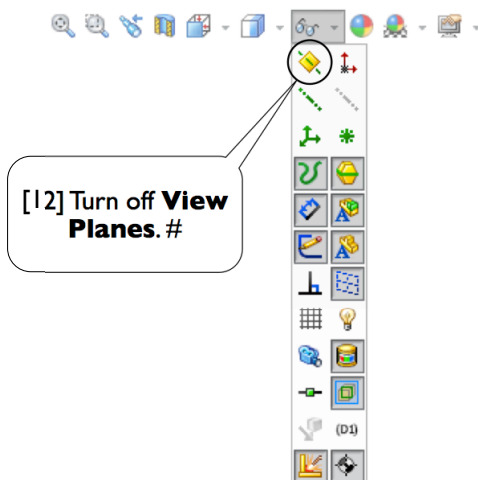 [12] Turn off View
Planes. #
(D1)